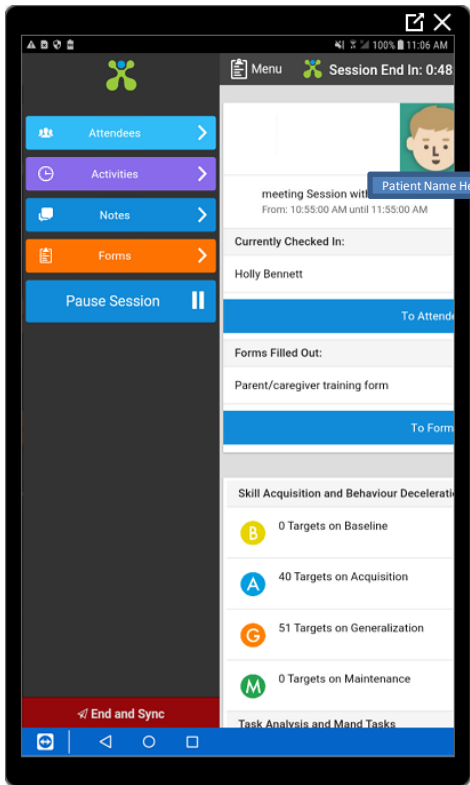 100% 11:06 AM
Menu
Session End In: 0:48
Attendees
Activities
Notes
Forms
Pause Session
End and Sync
Patient Name He
meeting Session with
From: 10:55:00 AM until 11:55:00 AM
Currently Checked In:
Holly Bennett
To Attende
Forms Filled Out:
Parent/caregiver training form
To Form
Skill Acquisition and Behaviour Decelerati
B 0 Targets on Baseline
A 40 Targets on Acquisition
G 51 Targets on Generalization
M 0 Targets on Maintenance
Task Analysis and Mand Tasks